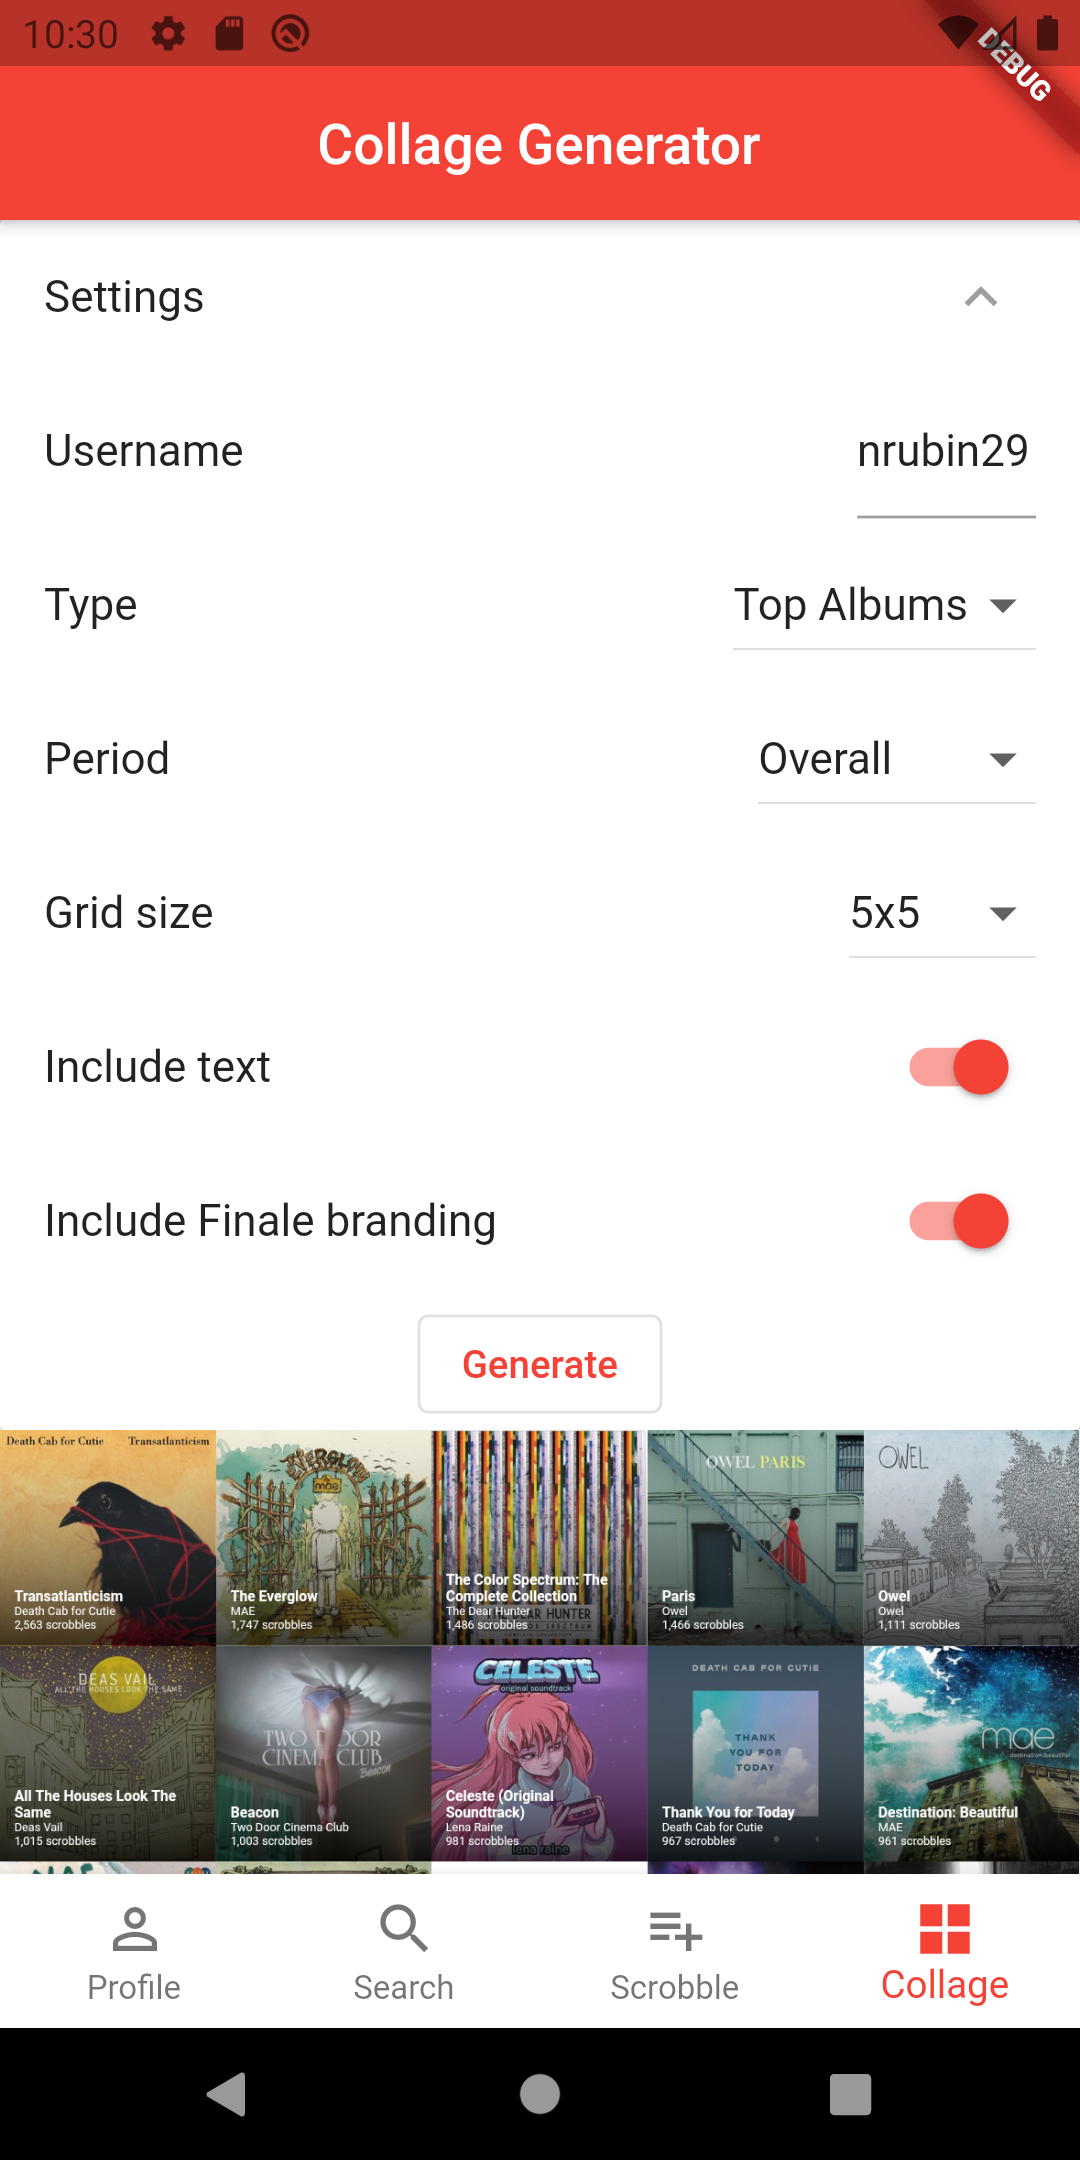 10:30
DEBUG
Collage Generator
Settings
Username
nrubin29
Type
Top Albums
Period
Overall
Grid size
5x5
Include text
Include Finale branding
Generate
Death Cab for Cutie Transatlanticism
Transatlanticism
Death Cab for Cutie
2,563 scrobbles
EVERGLOW
mae
The Everglow
MAE
1,747 scrobbles
The Color Spectrum: The
Complete Collection
The Dear Hunter
1,486 scrobbles
OWEL PARIS
Paris
Owel
1,466 scrobbles
OWEL
Owel
Owel
1,111 scrobbles
DEAS VAIL
ALL THE HOUSES LOOK THE SAME
All The Houses Look The
Same
Deas Vail
1,015 scrobbles
TWO DOOR
CINEMA CLUB
Beacon
Beacon
Two Door Cinema Club
1,003 scrobbles
CELESTE
original soundtrack
Celeste (Original
Soundtrack)
Lena Raine
981 scrobbles
lena raine
DEATH CAB FOR CUTIE
THANK
YOU FOR
TODAY
Thank You for Today
Death Cab for Cutie
967 scrobbles
mae
destination:beautiful
Destination: Beautiful
MAE
961 scrobbles
Profile
Search
Scrobble
Collage